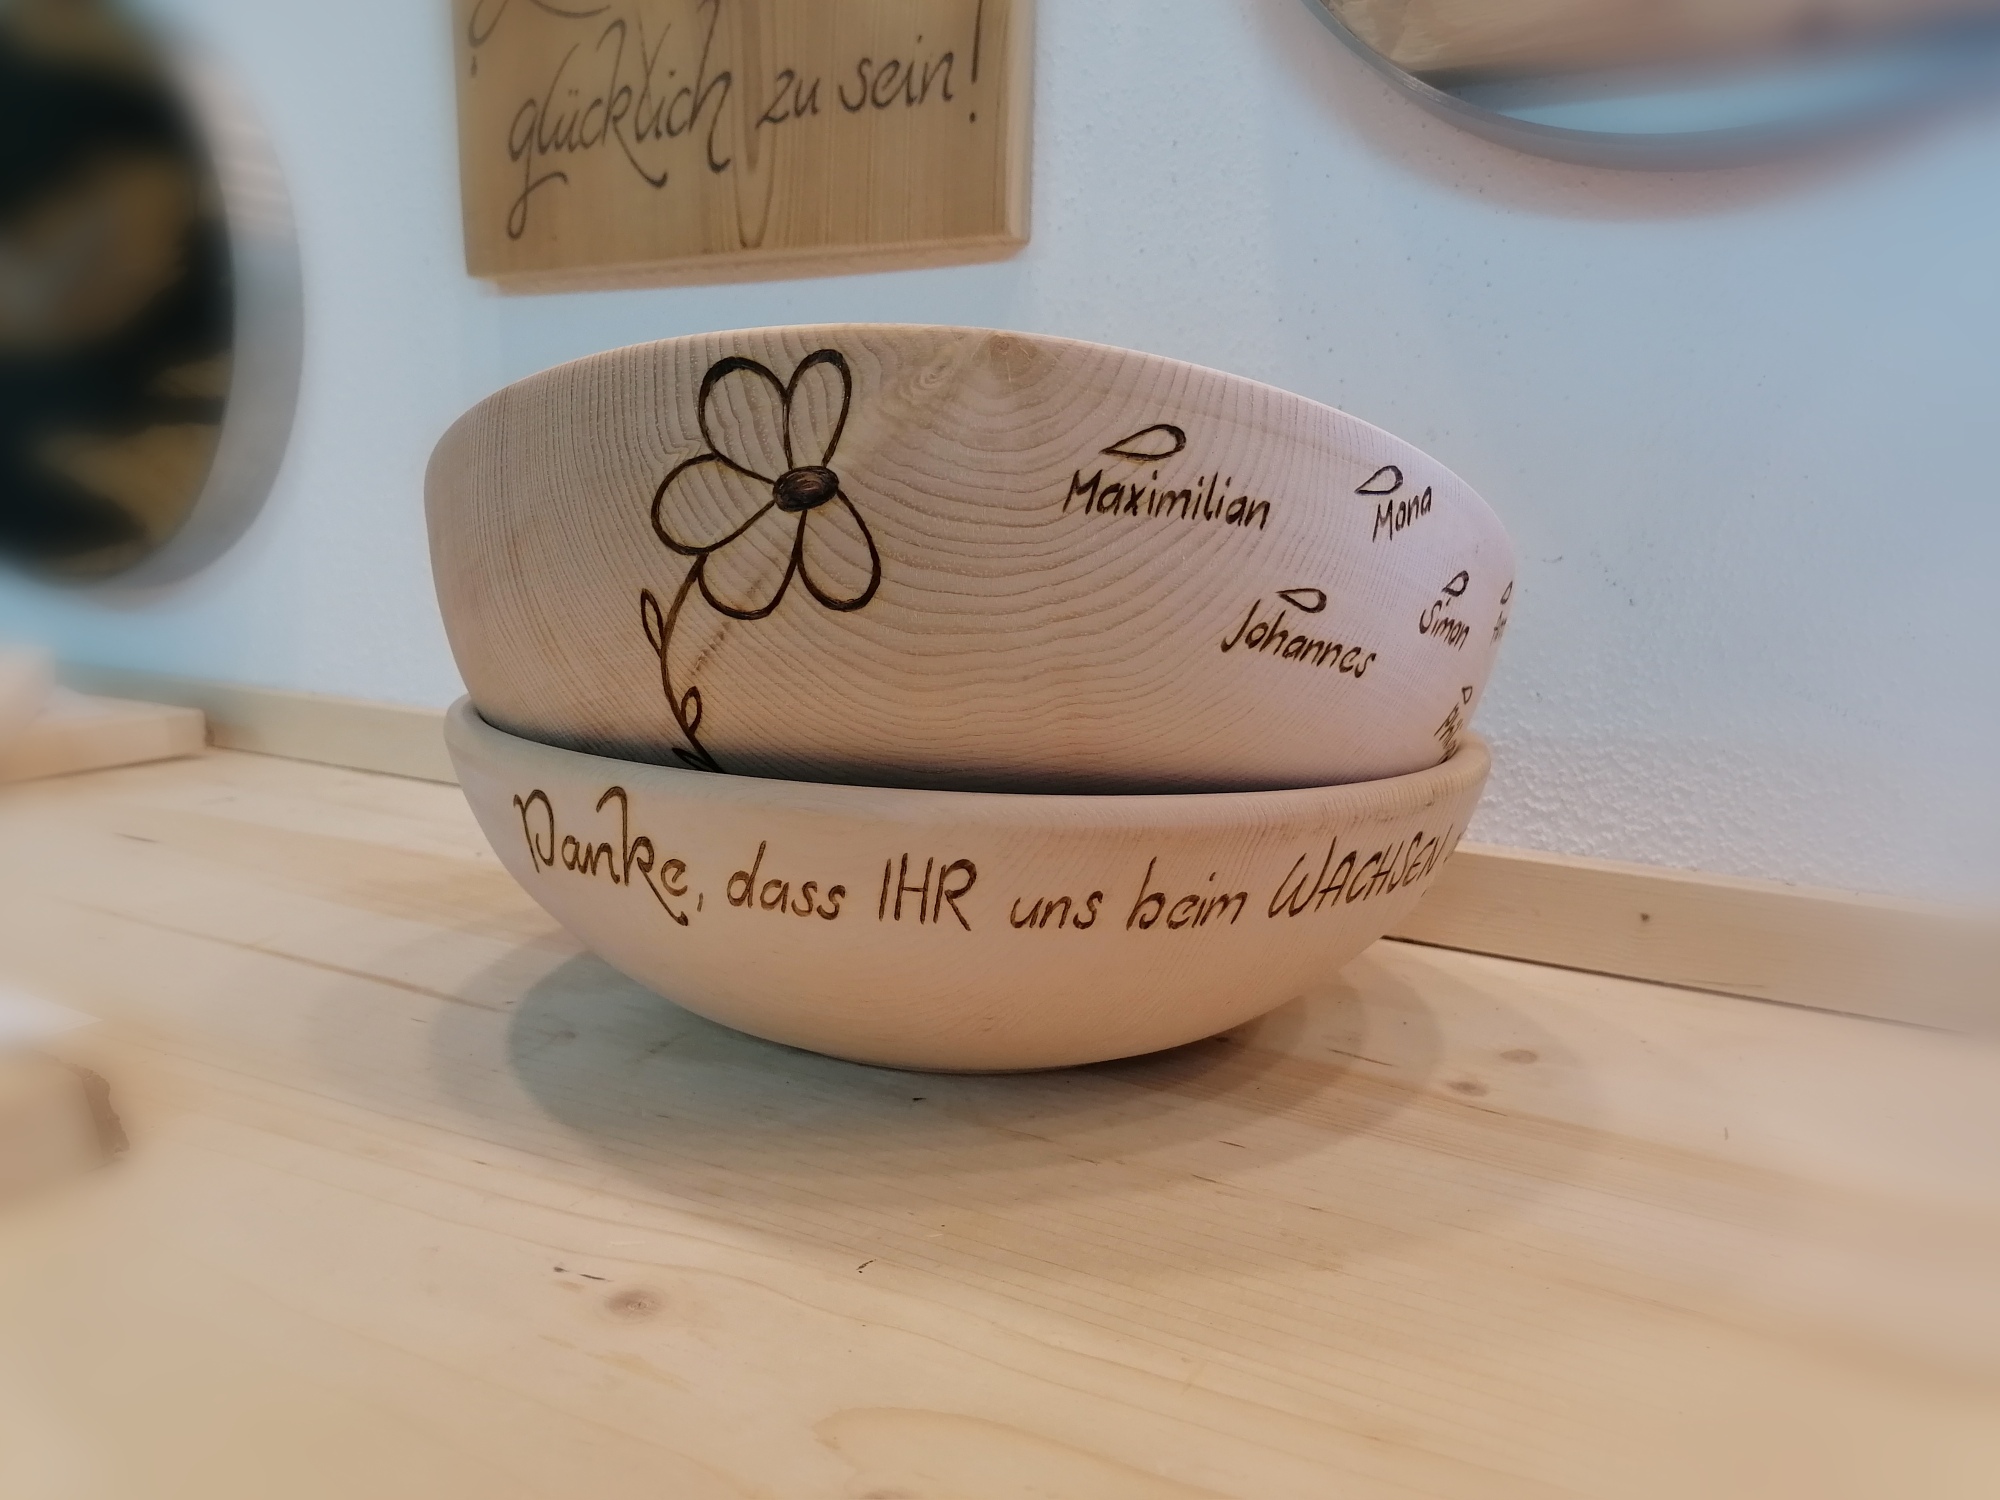 glücklich zu sein!
Maximilian
Mona
Johannes
Simon
Danke, dass IHR uns beim WACHSEN